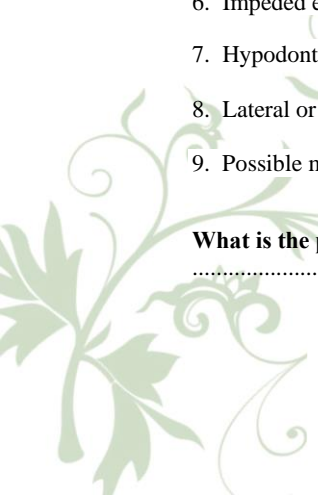 6. Impeded e
7. Hypodont
8. Lateral or
9. Possible n
What is the p
.....................